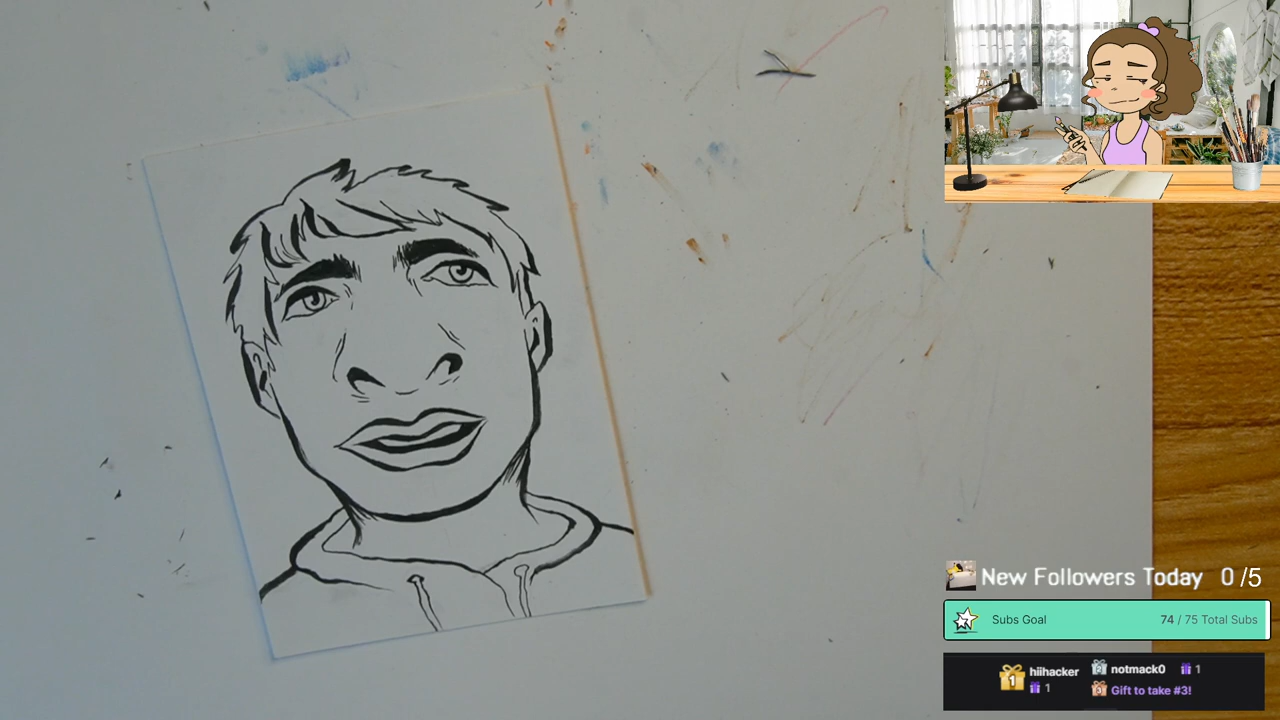 New Followers Today 0 /5
Subs Goal 74 / 75 Total Subs
1 hiihacker 1
notmack0 1
Gift to take #3!